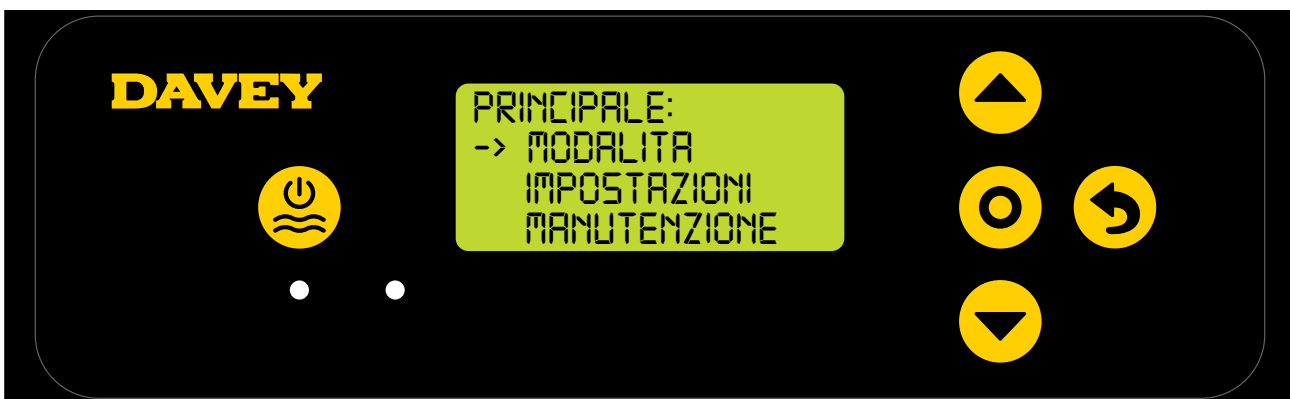 DAVEY
PRINCIPALE:
-> MODALITA
IMPOSTAZIONI
MANUTENZIONE